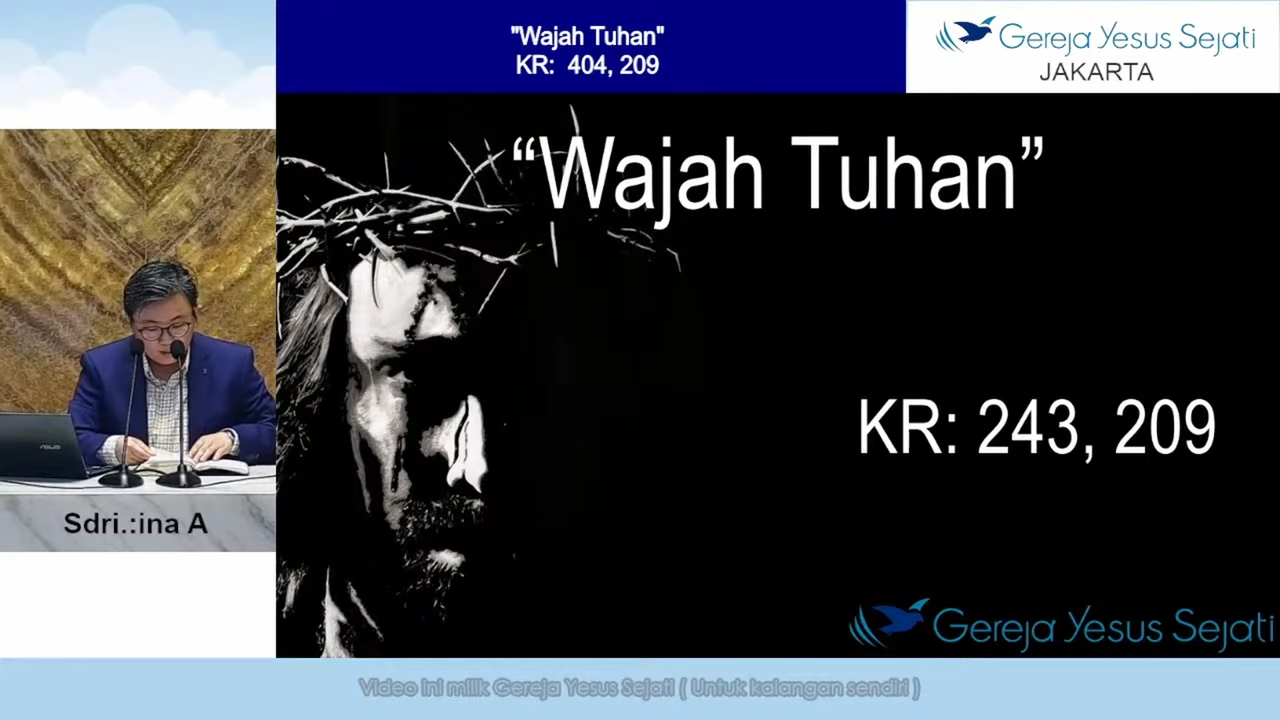 "Wajah Tuhan"
KR: 404, 209
Gereja Yesus Sejati
JAKARTA
“Wajah Tuhan”
KR: 243, 209
ASUS
Sdri.:ina A
Gereja Yesus Sejati
Video ini milik Gereja Yesus Sejati ( Untuk kalangan sendiri )